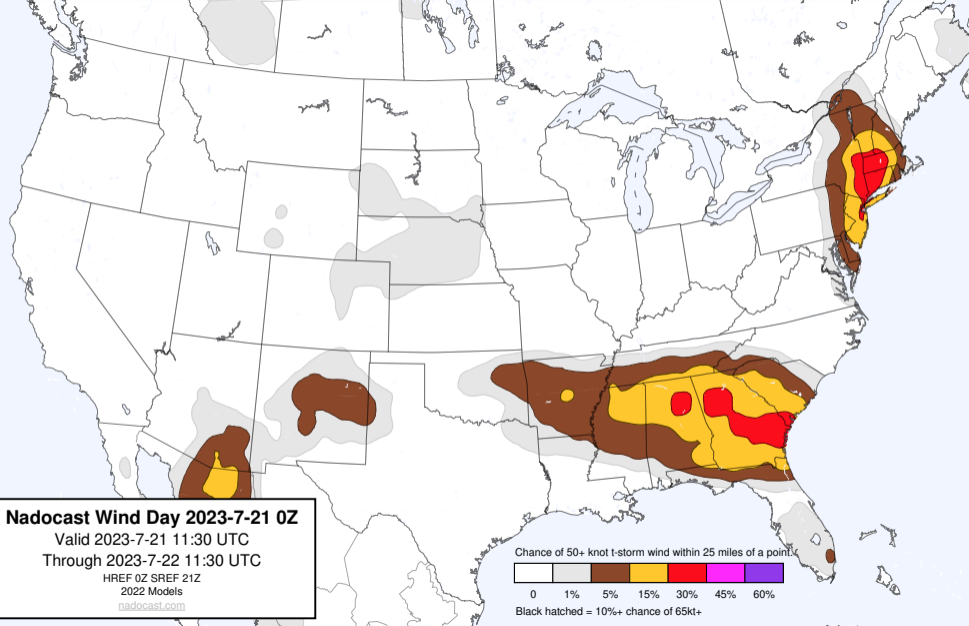 Nadocast Wind Day 2023-7-21 0Z
Valid 2023-7-21 11:30 UTC
Through 2023-7-22 11:30 UTC
HREF 0Z SREF 21Z
2022 Models
nadocast.com
Chance of 50+ knot t-storm wind within 25 miles of a point.
0 1% 5% 15% 30% 45% 60%
Black hatched = 10%+ chance of 65kt+